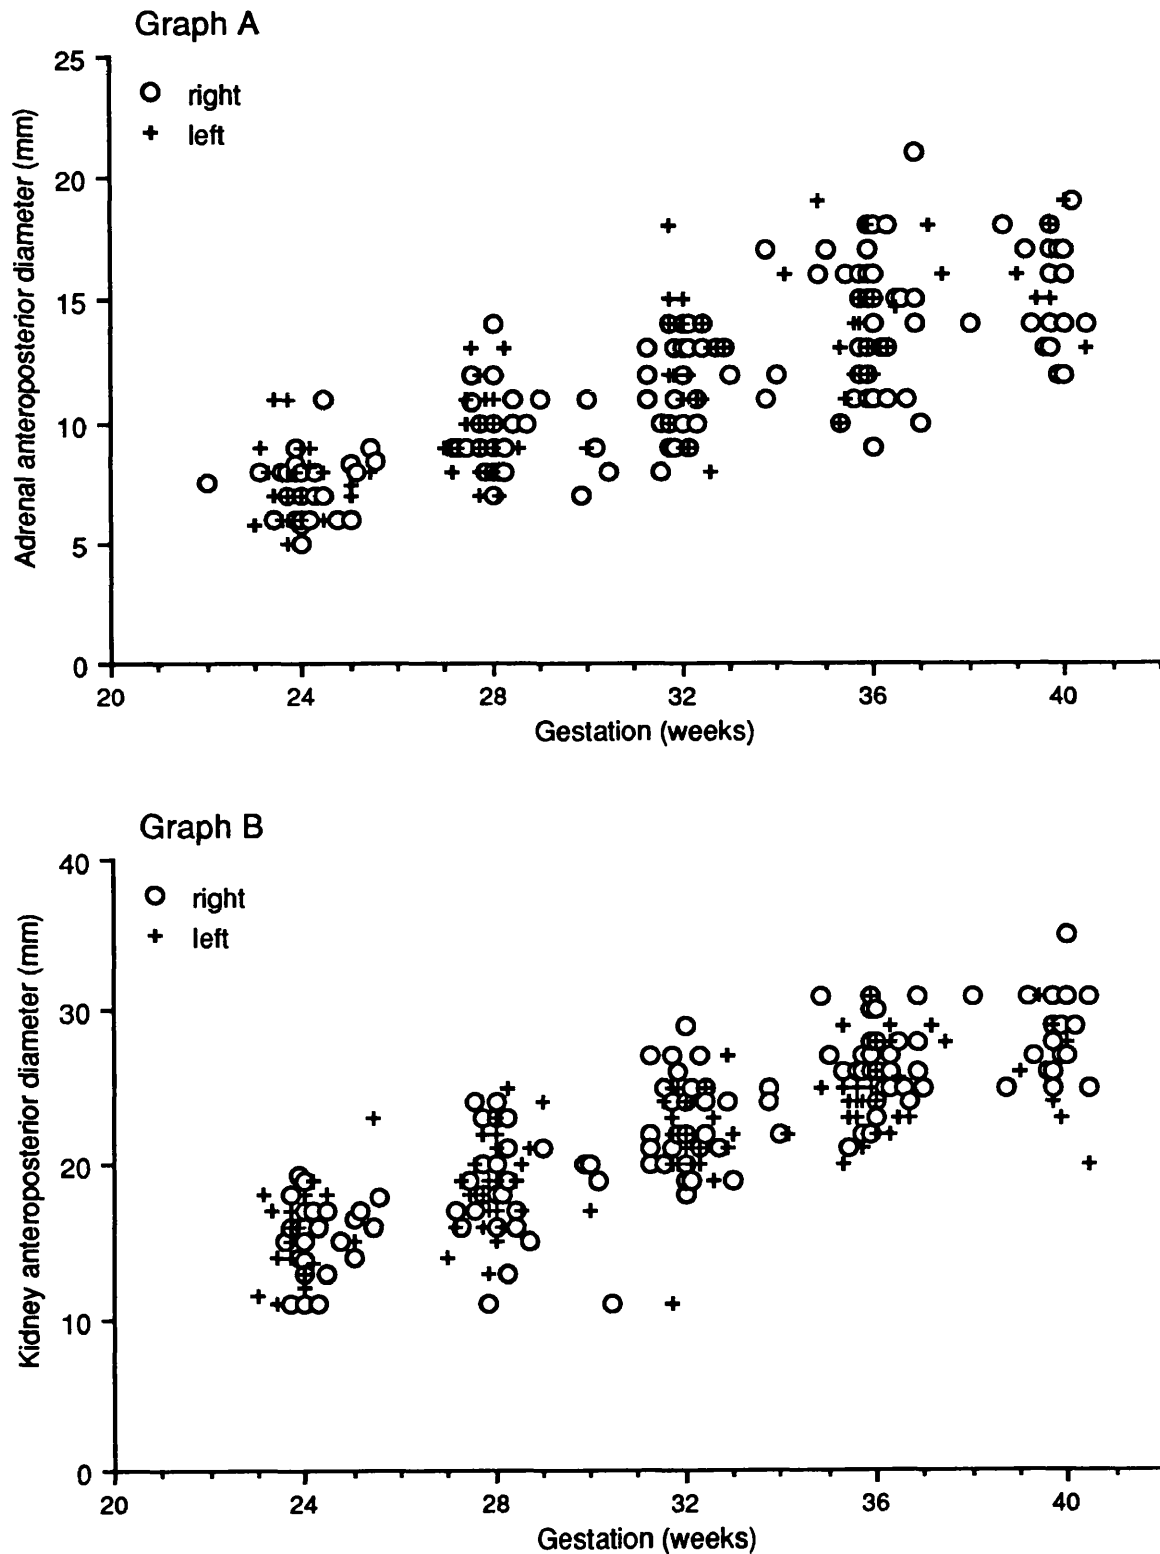 Graph A
25
right
left
20
15
10
5
0
Adrenal anteroposterior diameter (mm)
20 24 28 32 36 40
Gestation (weeks)
Graph B
40
right
left
30
20
10
0
Kidney anteroposterior diameter (mm)
20 24 28 32 36 40
Gestation (weeks)